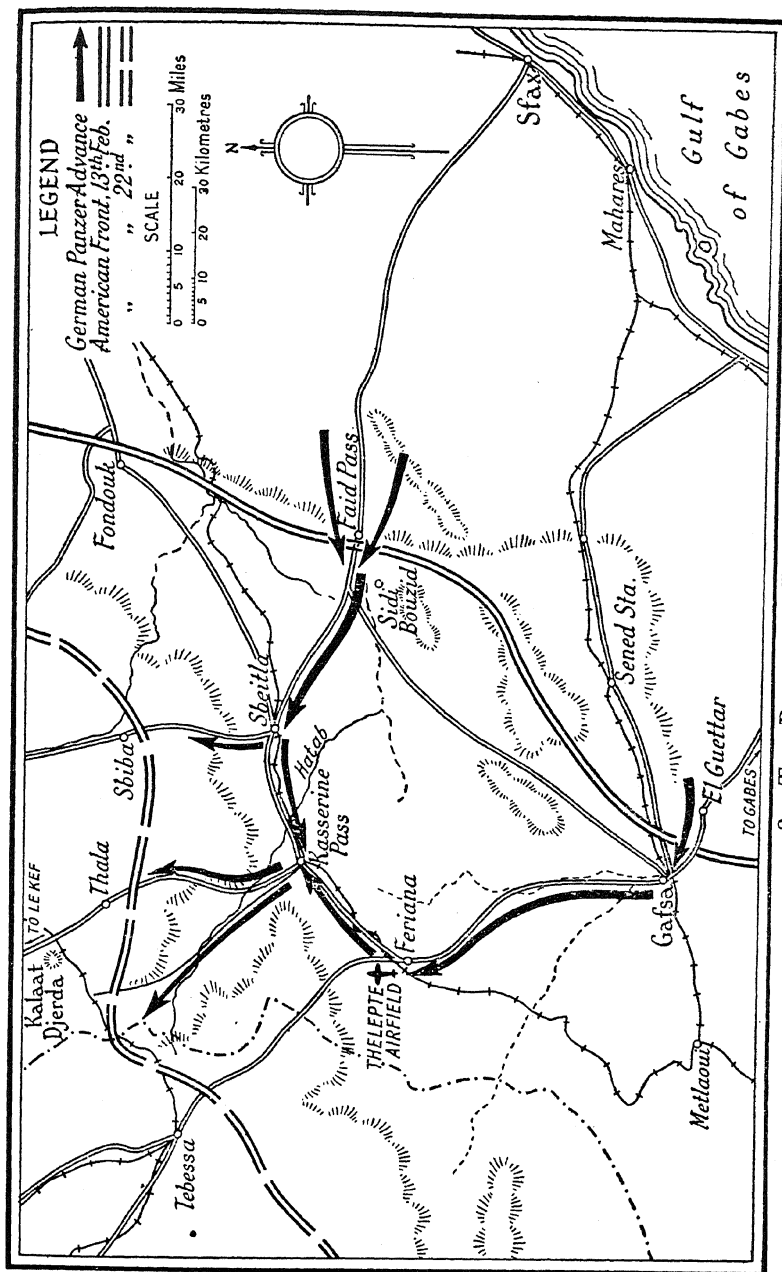 LEGEND
German Panzer Advance
American Front, 13th Feb.
" " 22nd "
SCALE
0 5 10 20 30 Miles
0 5 10 20 30 Kilometres
N
TO LE KEF
Kalaat
Djerda
Thala
Sbiba
Fondouk
Tebessa
Sbeitla
Hatab
Kasserine
Pass
Faid Pass
Sidi
Bouzid
Sfax
THELEPTE
AIRFIELD
Feriana
Mahares
Gulf
of Gabes
Sened Sta.
Gafsa
El Guettar
Metlaoui
TO GABES